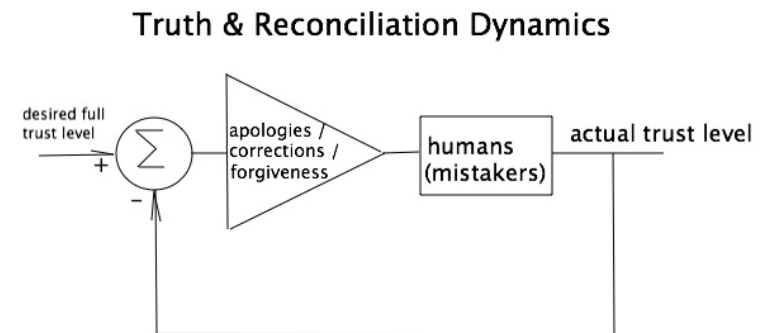 Truth & Reconciliation Dynamics
desired full
trust level
+
-
Σ
apologies /
corrections /
forgiveness
humans
(mistakers)
actual trust level